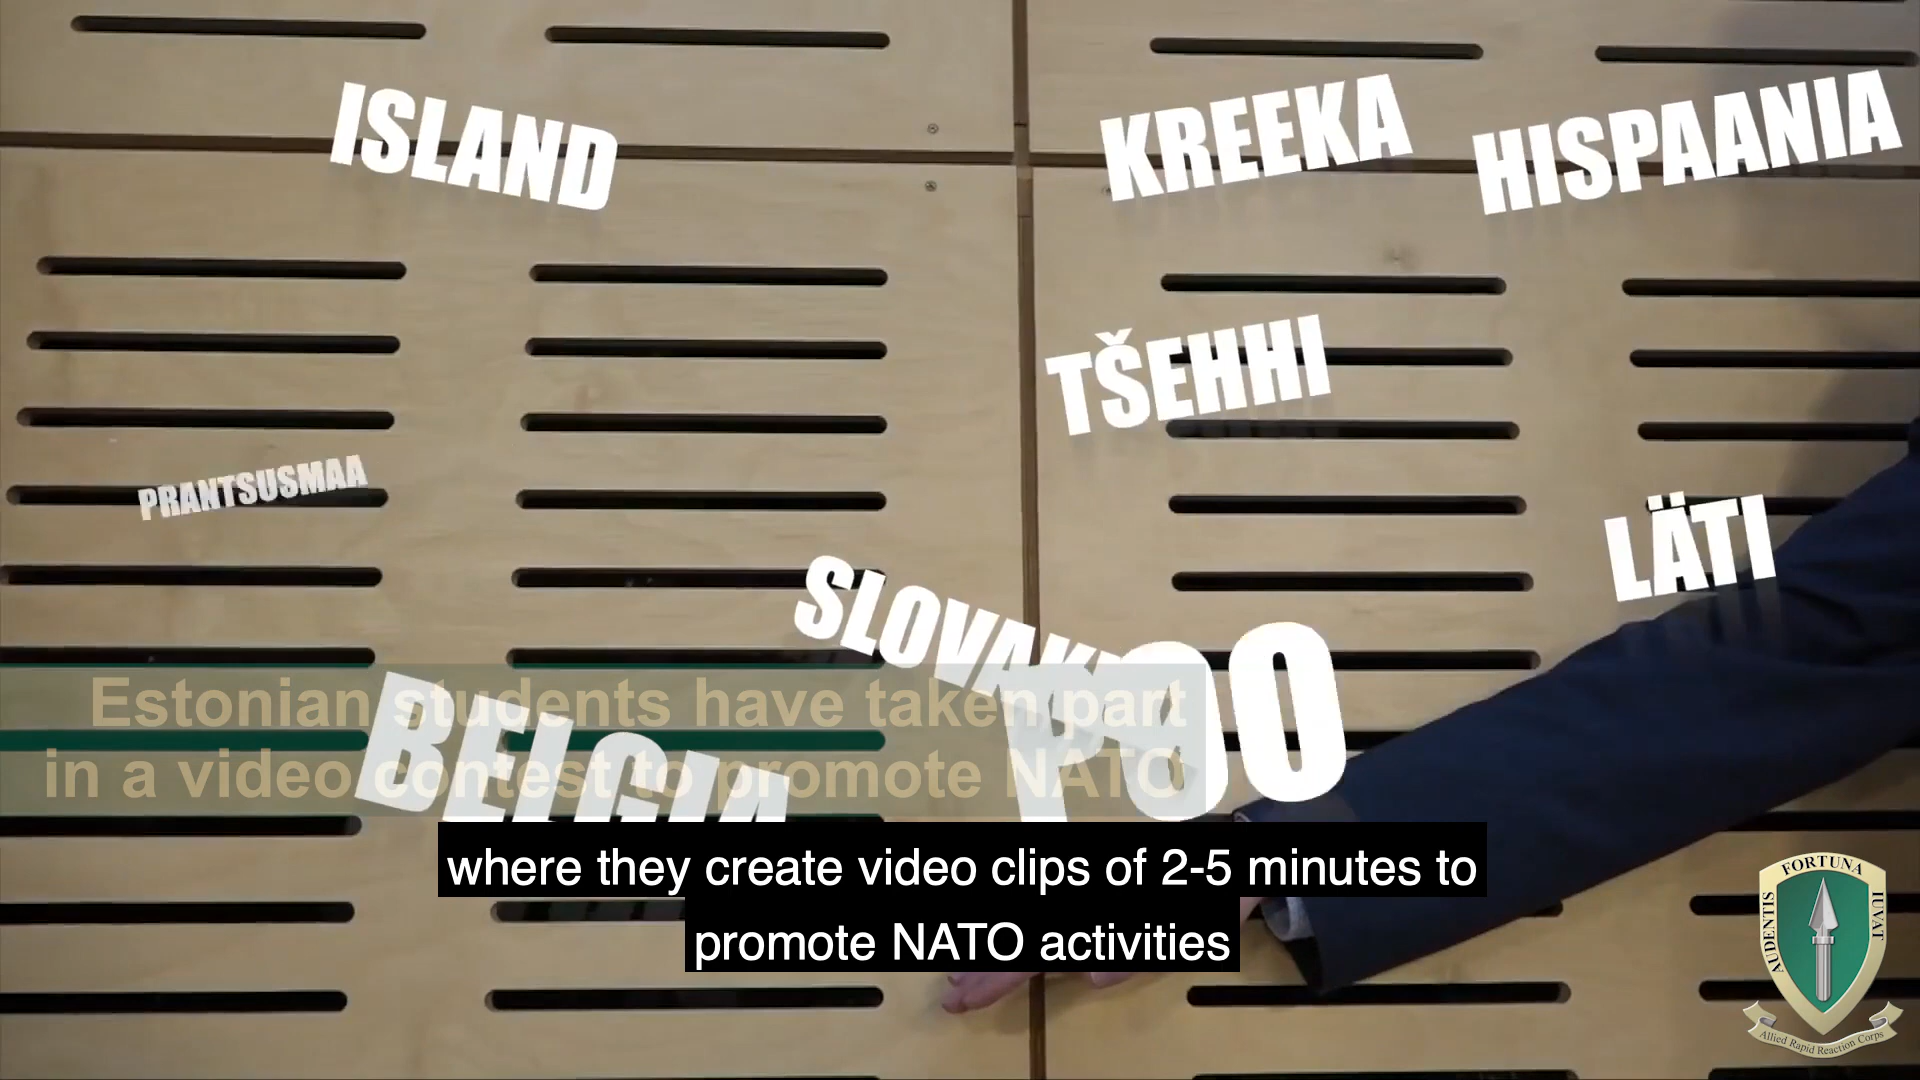 ISLAND
KREEKA
HISPAANIA
TŠEHHI
PRANTSUSMAA
LÄTI
BELGIA
Estonian students have taken part
in a video contest to promote NATO
where they create video clips of 2-5 minutes to
promote NATO activities
AUDENTIS FORTUNA IUVAT
Allied Rapid Reaction Corps